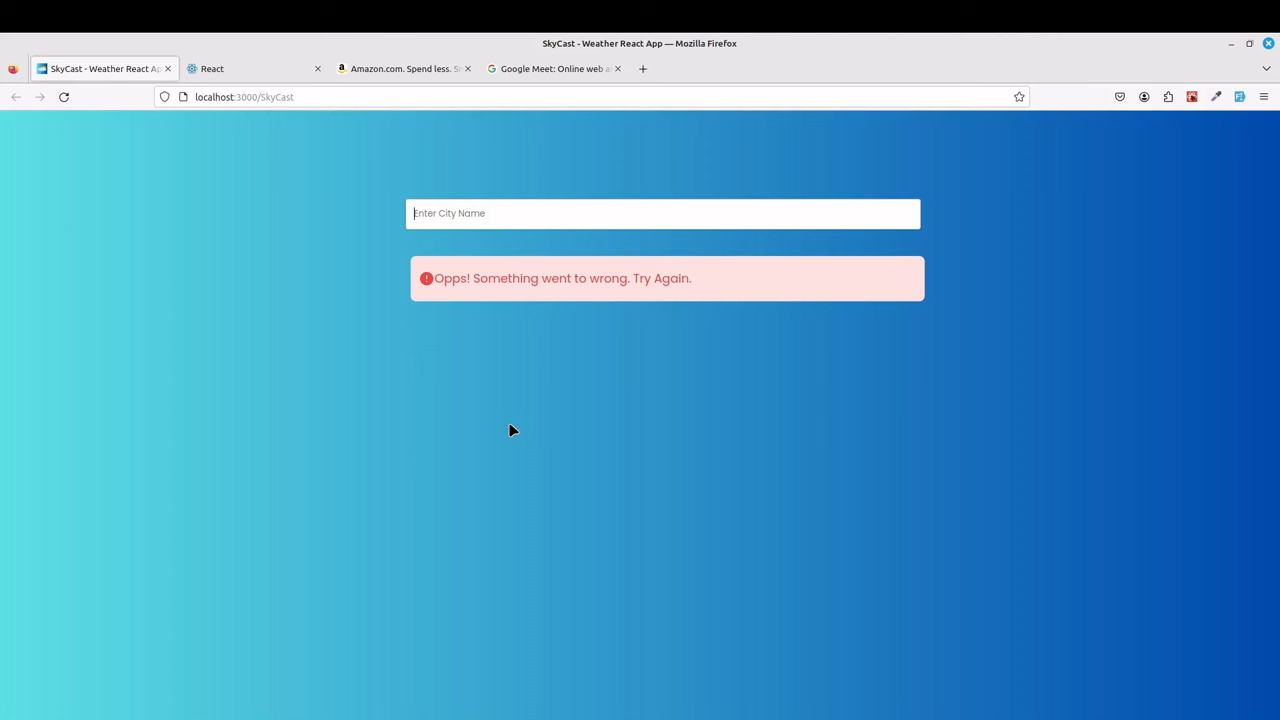 SkyCast - Weather React App — Mozilla Firefox
SkyCast - Weather React Ap
React
Amazon.com. Spend less. S
Google Meet: Online web a
localhost:3000/SkyCast
Enter City Name
Opps! Something went to wrong. Try Again.